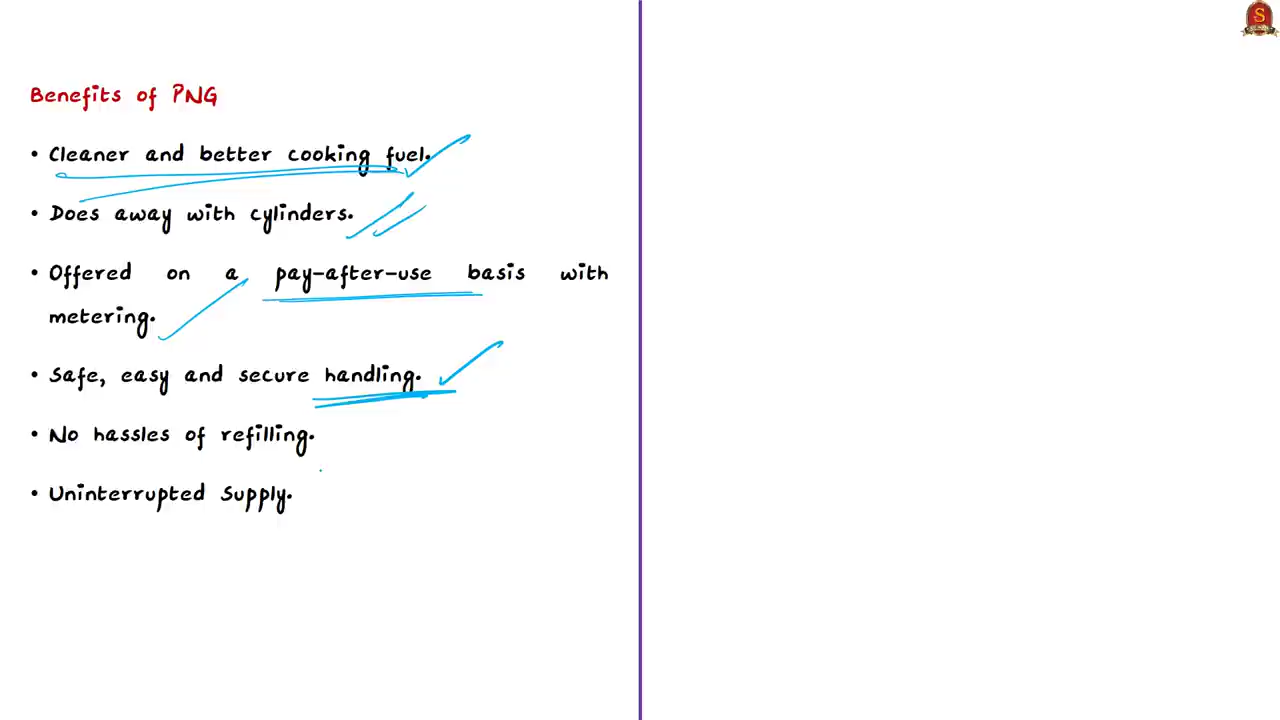 Benefits of PNG
• Cleaner and better cooking fuel.
• Does away with cylinders.
• Offered on a pay-after-use basis with
metering.
• Safe, easy and secure handling.
• No hassles of refilling.
• Uninterrupted Supply.
S